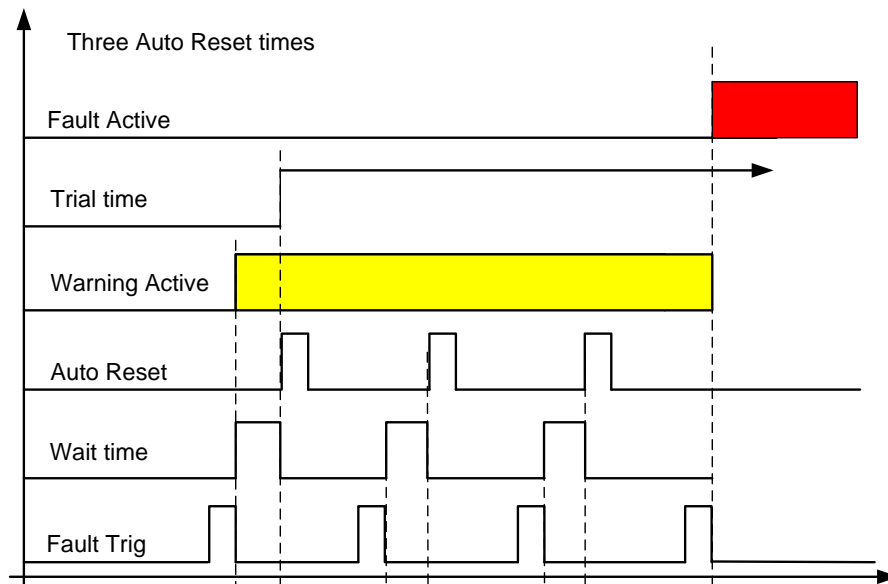 Three Auto Reset times
Fault Active
Trial time
Warning Active
Auto Reset
Wait time
Fault Trig